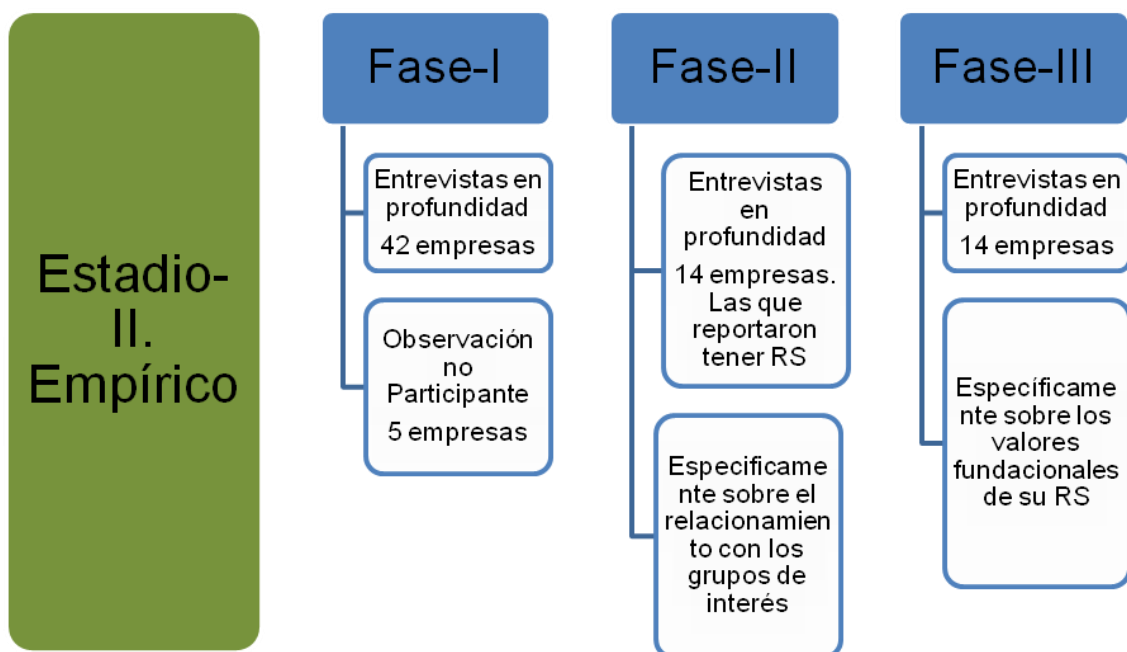 Estadio-
II.
Empírico
Fase-I
Entrevistas en
profundidad
42 empresas
Observación
no
Participante
5 empresas
Fase-II
Entrevistas
en
profundidad
14 empresas.
Las que
reportaron
tener RS
Especificame
nte sobre el
relacionamien
to con los
grupos de
interés
Fase-III
Entrevistas en
profundidad
14 empresas
Específicame
nte sobre los
valores
fundacionales
de su RS